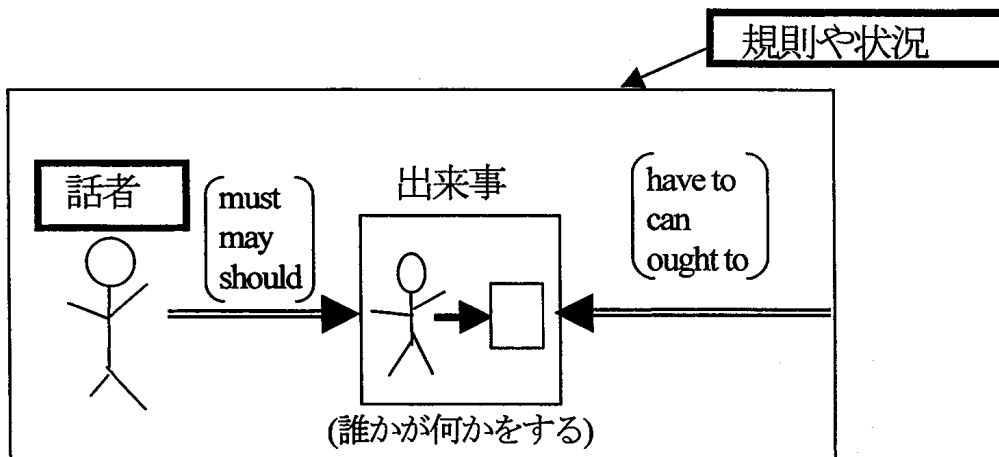 規則や状況
話者
must
may
should
出来事
have to
can
ought to
(誰かが何かをする)